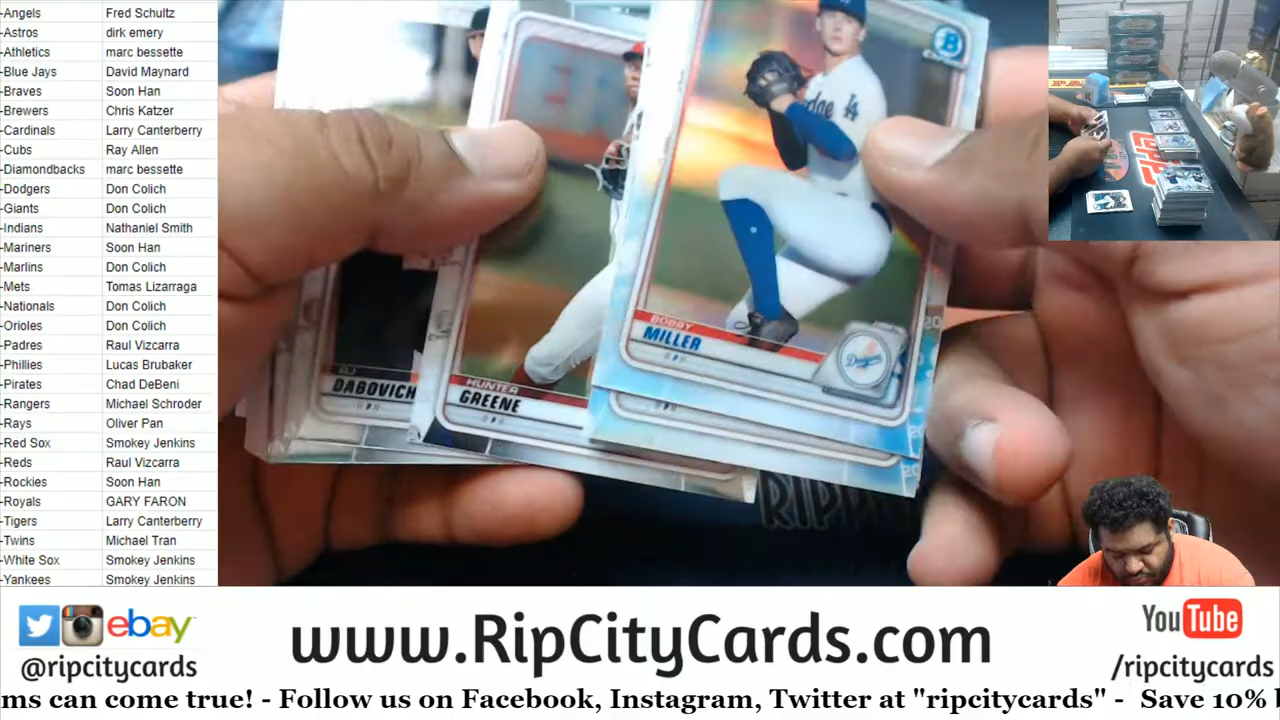 -Angels Fred Schultz
-Astros dirk emery
-Athletics marc bessette
-Blue Jays David Maynard
-Braves Soon Han
-Brewers Chris Katzer
-Cardinals Larry Canterberry
-Cubs Ray Allen
-Diamondbacks marc bessette
-Dodgers Don Colich
-Giants Don Colich
-Indians Nathaniel Smith
-Mariners Soon Han
-Marlins Don Colich
-Mets Tomas Lizarraga
-Nationals Don Colich
-Orioles Don Colich
-Padres Raul Vizcarra
-Phillies Lucas Brubaker
-Pirates Chad DeBeni
-Rangers Michael Schroder
-Rays Oliver Pan
-Red Sox Smokey Jenkins
-Reds Raul Vizcarra
-Rockies Soon Han
-Royals GARY FARON
-Tigers Larry Canterberry
-Twins Michael Tran
-White Sox Smokey Jenkins
-Yankees Smokey Jenkins
BOBBY
MILLER
Dodgers
HUNTER
GREENE
AJ
DABOVICH
LA
20
20
RIP
ebay
@ripcitycards
www.RipCityCards.com
YouTube
/ripcitycards
ms can come true! - Follow us on Facebook, Instagram, Twitter at "ripcitycards" - Save 10%